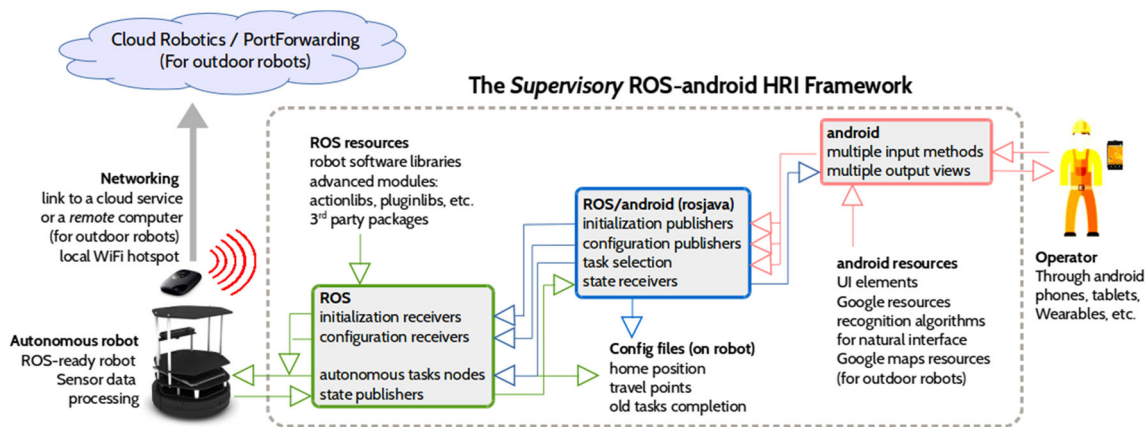 Cloud Robotics / PortForwarding
(For outdoor robots)
The Supervisory ROS-android HRI Framework
Networking
link to a cloud service
or a remote computer
(for outdoor robots)
local WiFi hotspot
Autonomous robot
ROS-ready robot
Sensor data
processing
ROS resources
robot software libraries
advanced modules:
actionlibs, pluginlibs, etc.
3rd party packages
ROS
initialization receivers
configuration receivers
autonomous tasks nodes
state publishers
ROS/android (rosjava)
initialization publishers
configuration publishers
task selection
state receivers
Config files (on robot)
home position
travel points
old tasks completion
android
multiple input methods
multiple output views
android resources
UI elements
Google resources
recognition algorithms
for natural interface
Google maps resources
(for outdoor robots)
Operator
Through android
phones, tablets,
Wearables, etc.